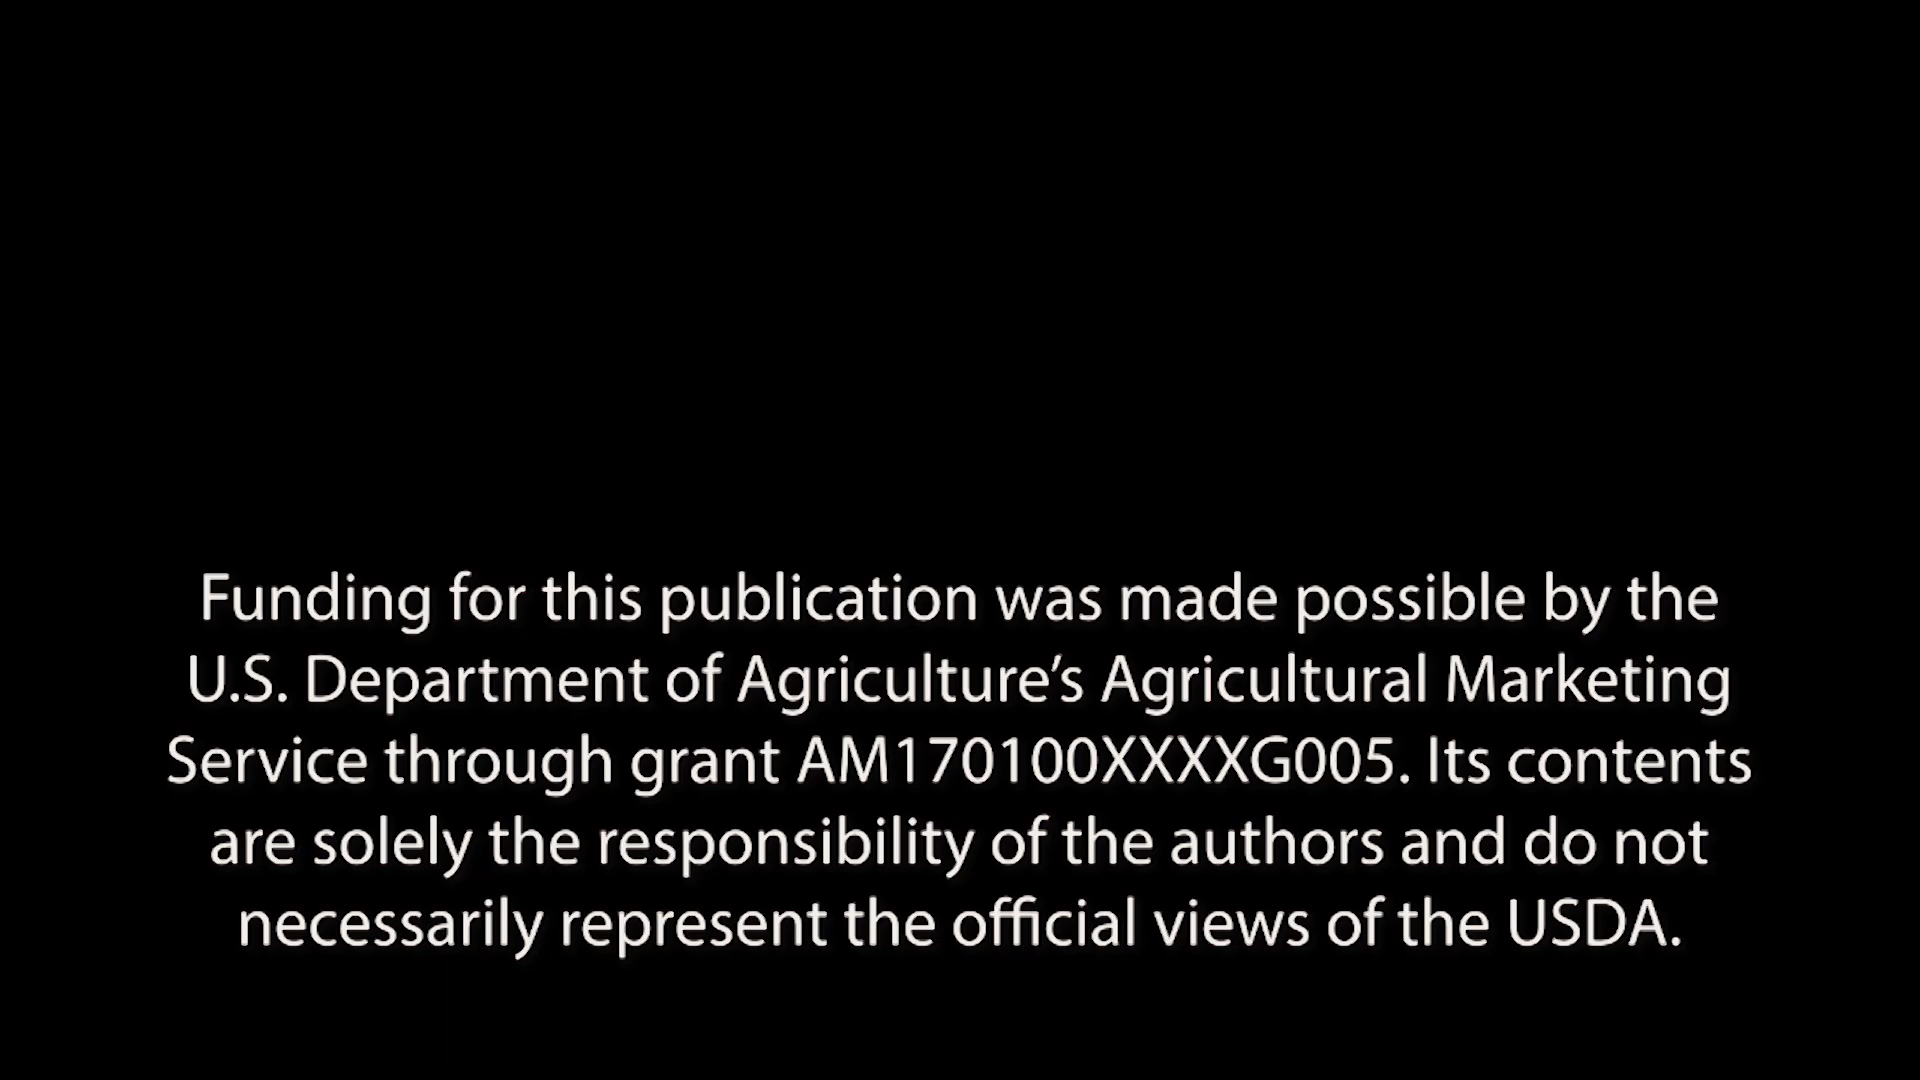 Funding for this publication was made possible by the
U.S. Department of Agriculture’s Agricultural Marketing
Service through grant AM170100XXXXG005. Its contents
are solely the responsibility of the authors and do not
necessarily represent the official views of the USDA.